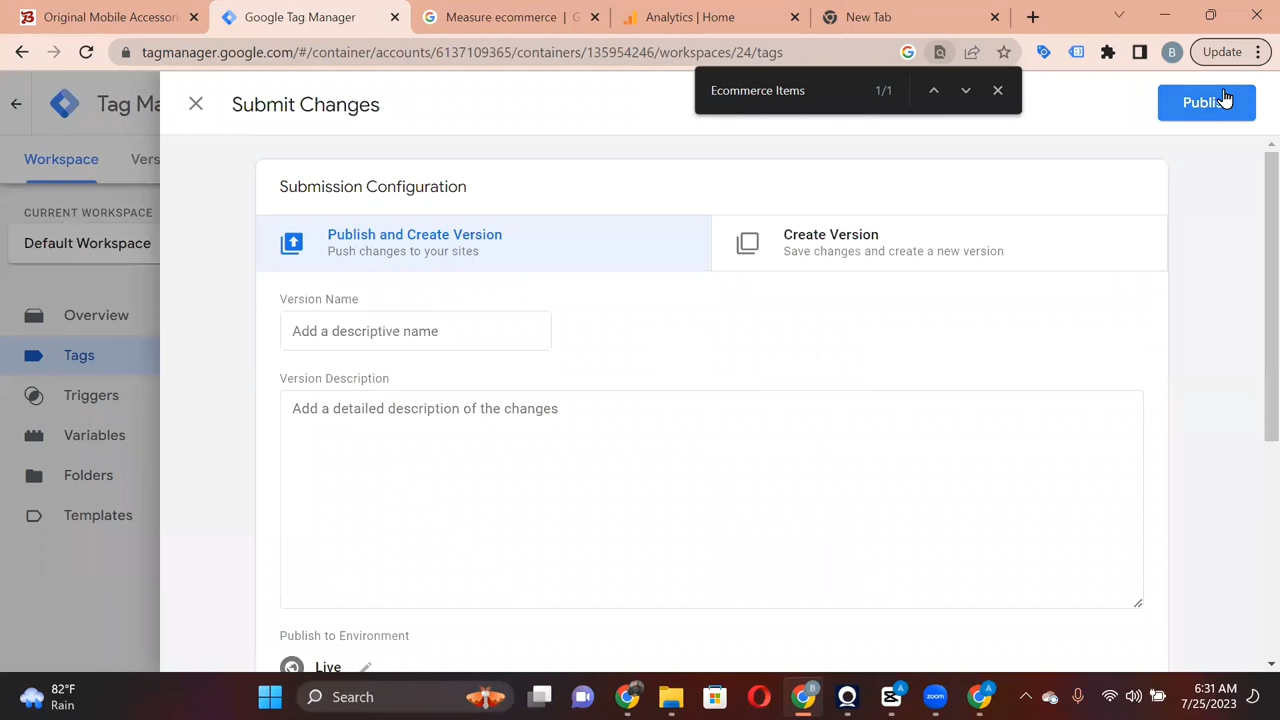 Original Mobile Accessor
Google Tag Manager
Measure ecommerce | G
Analytics | Home
New Tab
tagmanager.google.com/#/container/accounts/6137109365/containers/135954246/workspaces/24/tags
B
Update
Ecommerce Items
1/1
Tag Ma
Submit Changes
Publis
Workspace
Vers
CURRENT WORKSPACE
Default Workspace
Overview
Tags
Triggers
Variables
Folders
Templates
Submission Configuration
Publish and Create Version
Push changes to your sites
Create Version
Save changes and create a new version
Version Name
Add a descriptive name
Version Description
Add a detailed description of the changes
Publish to Environment
Live
82°F
Rain
Search
B
A
zoom
A
6:31 AM
7/25/2023